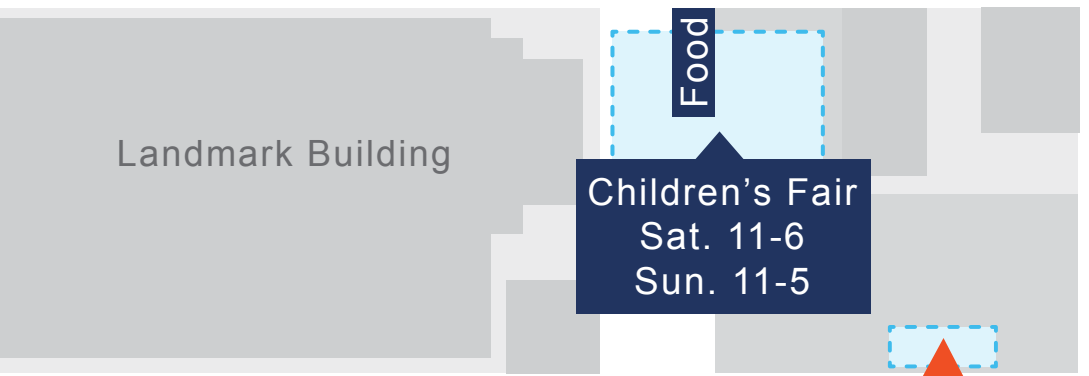 Food
Landmark Building
Children’s Fair
Sat. 11-6
Sun. 11-5